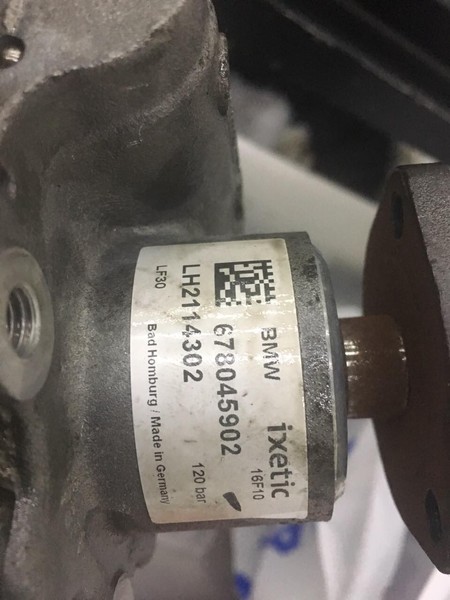 BMW ixetic
16F10
678045902
LH2114302 120 bar
LF30 Bad Homburg / Made in Germany